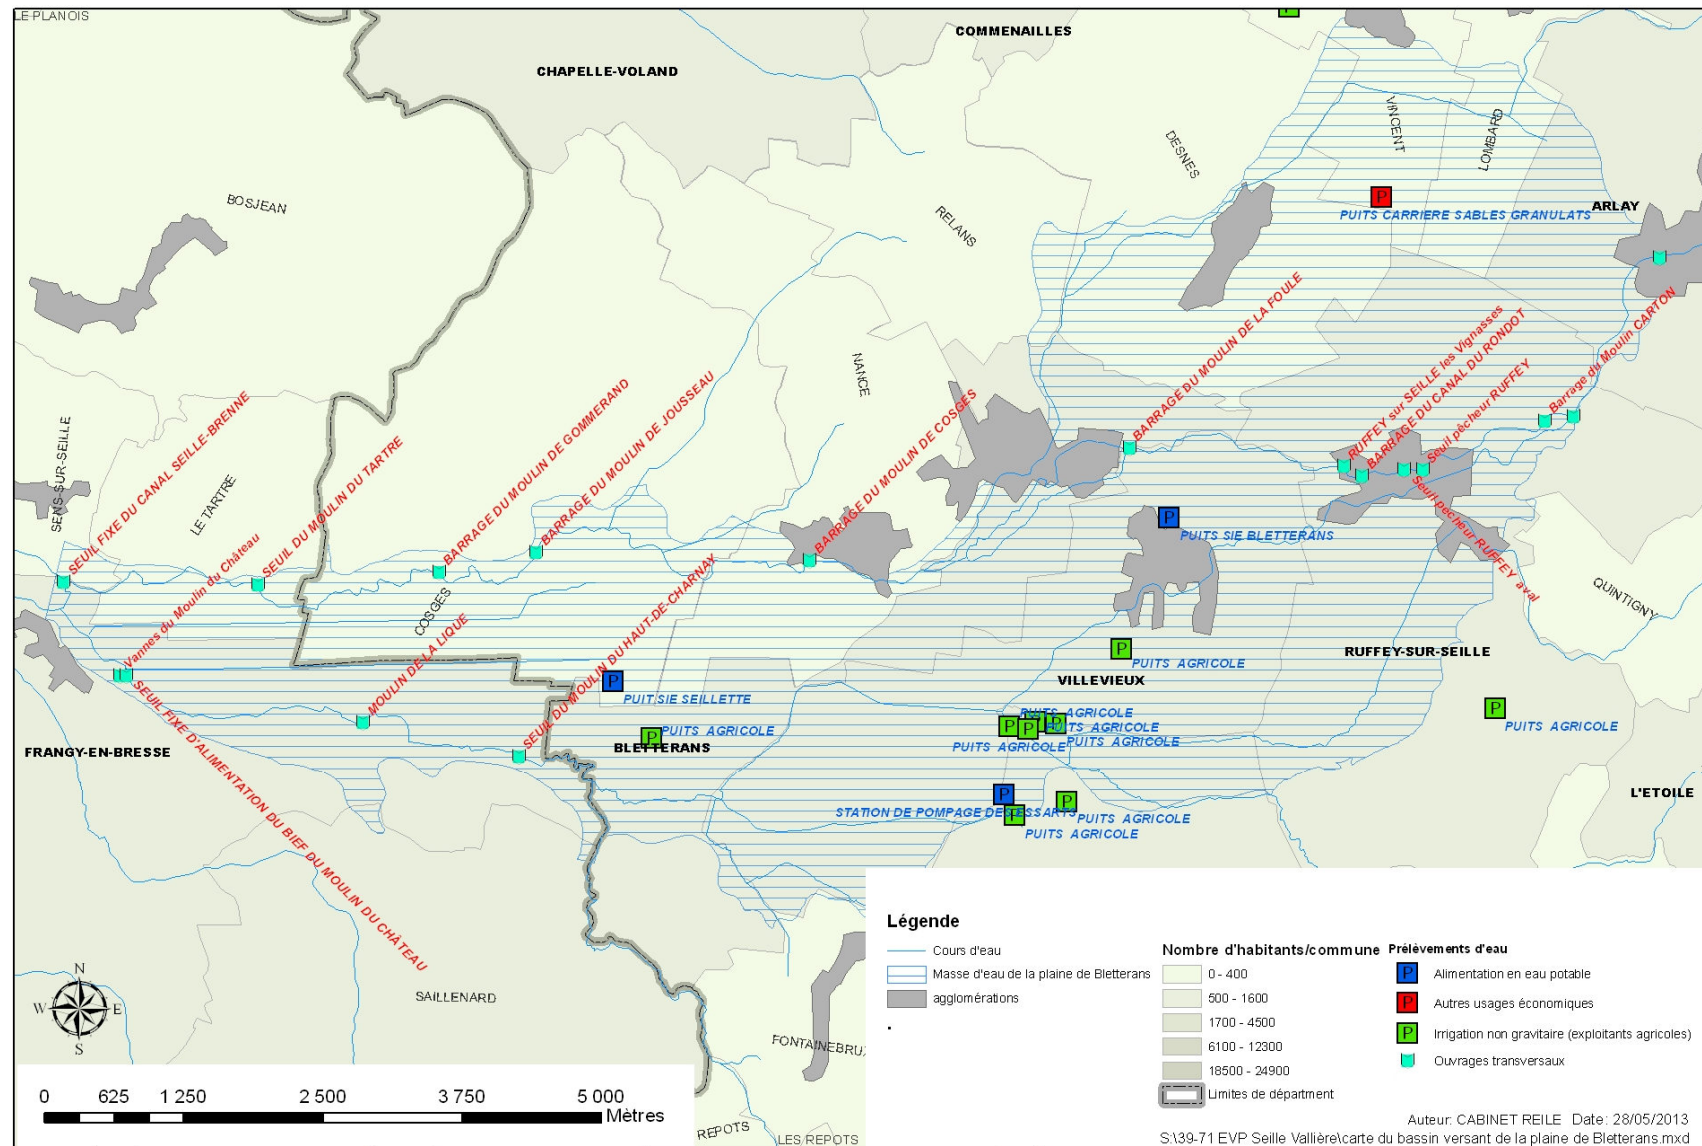 LE PLANOIS
COMMENAILLES
CHAPELLE-VOLAND
VINCENT
LOMBARD
DESNES
BOSJEAN
RELANS
ARLAY
PUITS CARRIERE SABLES GRANULATS
NANCE
BARRAGE DU MOULIN DE LA FOULE
RUFFEY sur SEILLE les Vignasses
BARRAGE DU CANAL DU RONDOT
Seuil pêcheur RUFFEY
Barrage du Moulin CARTON
SENS-SUR-SEILLE
SEUIL FIXE DU CANAL SEILLE-BRENNE
LE TARTRE
SEUIL DU MOULIN DU TARTRE
BARRAGE DU MOULIN DE GOMMERAND
BARRAGE DU MOULIN DE JOUSSEAU
BARRAGE DU MOULIN DE COSGES
Seuil pêcheur RUFFEY aval
PUITS SIE BLETTERANS
Vannes du Moulin du Château
COSGES
MOULIN DE LA LIQUE
SEUIL DU MOULIN DU HAUT-DE-CHARNAX
QUINTIGNY
RUFFEY-SUR-SEILLE
P
PUITS AGRICOLE
VILLEVIEUX
PUIT SIE SEILLETTE
PUITS AGRICOLE
BLETTERANS
PUITS AGRICOLE
PUITS AGRICOLE
PUITS AGRICOLE
PUITS AGRICOLE
PUITS AGRICOLE
FRANGY-EN-BRESSE
SEUIL FIXE D'ALIMENTATION DU BIEF DU MOULIN DU CHÂTEAU
L'ETOILE
STATION DE POMPAGE DES ESSARTS
PUITS AGRICOLE
PUITS AGRICOLE
SAILLENARD
FONTAINEBRUX
REPOTS
LES REPOTS
N
W E
S
0 625 1 250 2 500 3 750 5 000
Mètres
Légende
Cours d'eau
Masse d'eau de la plaine de Bletterans
agglomérations
Nombre d'habitants/commune
0 - 400
500 - 1600
1700 - 4500
6100 - 12300
18500 - 24900
Limites de département
Prélèvements d'eau
P Alimentation en eau potable
P Autres usages économiques
P Irrigation non gravitaire (exploitants agricoles)
Ouvrages transversaux
Auteur: CABINET REILE Date: 28/05/2013
S:\39-71 EVP Seille Vallière\carte du bassin versant de la plaine de Bletterans.mxd